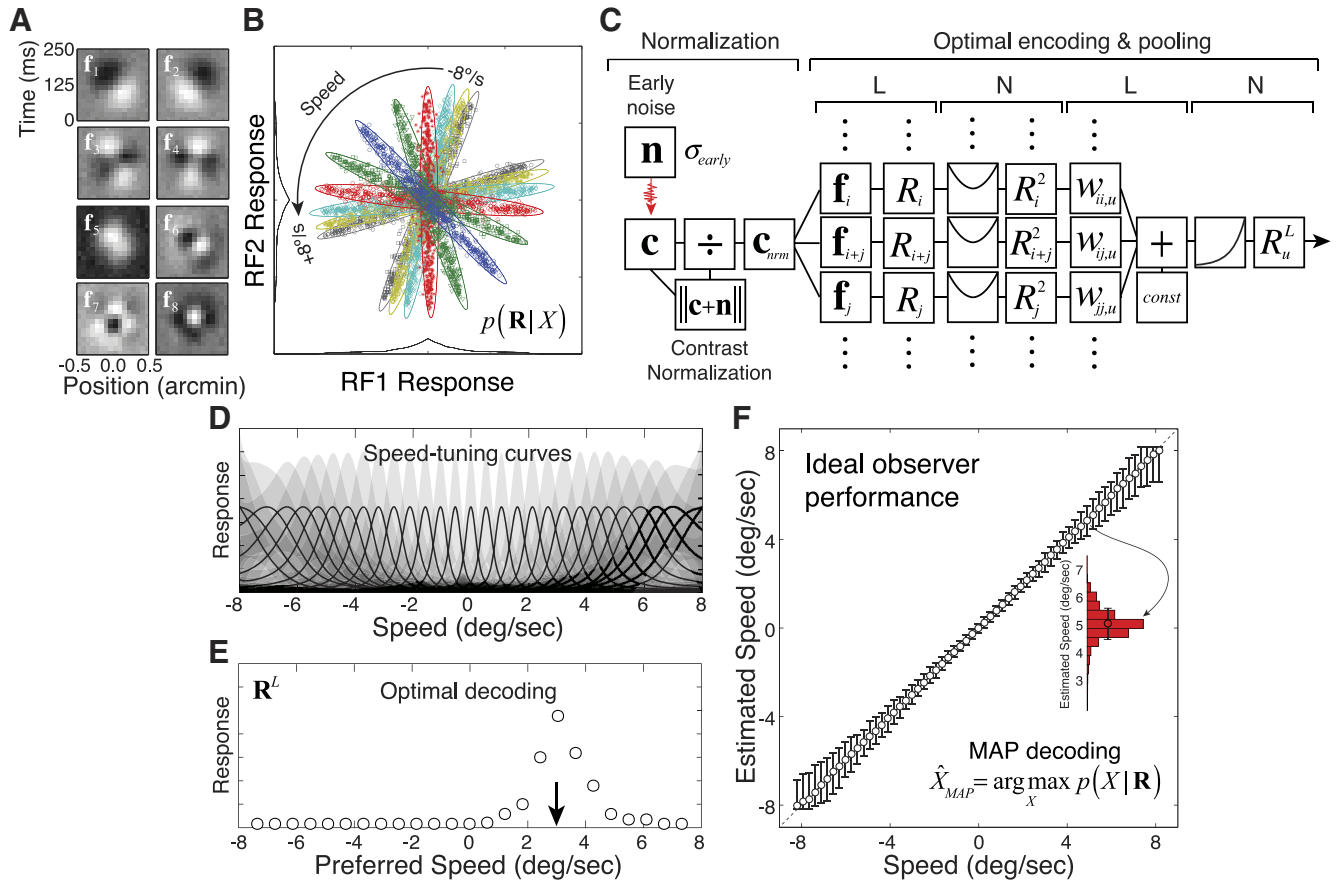 A
Time (ms)
250
125
0
f1
f2
f3
f4
f5
f6
f7
f8
-0.5 0.0 0.5
Position (arcmin)
B
RF2 Response
Speed
-8°/s
+8°/s
p(R|X)
RF1 Response
C
Normalization
Optimal encoding & pooling
Early
noise
L N L N
n σearly
c ÷ cnrm
||c+n||
Contrast
Normalization
fi Ri Ri² wii,u
fi+j Ri+j R²i+j wij,u + RuL
fj Rj Rj² wjj,u const
D
Speed-tuning curves
Response
-8 -6 -4 -2 0 2 4 6 8
Speed (deg/sec)
E
RL
Optimal decoding
Response
-8 -6 -4 -2 0 2 4 6 8
Preferred Speed (deg/sec)
F
Ideal observer
performance
Estimated Speed (deg/sec)
8
4
0
-4
-8
Estimated Speed (deg/sec)
7
6
5
4
3
MAP decoding
X̂MAP = arg max p(X|R)
X
-8 -4 0 4 8
Speed (deg/sec)